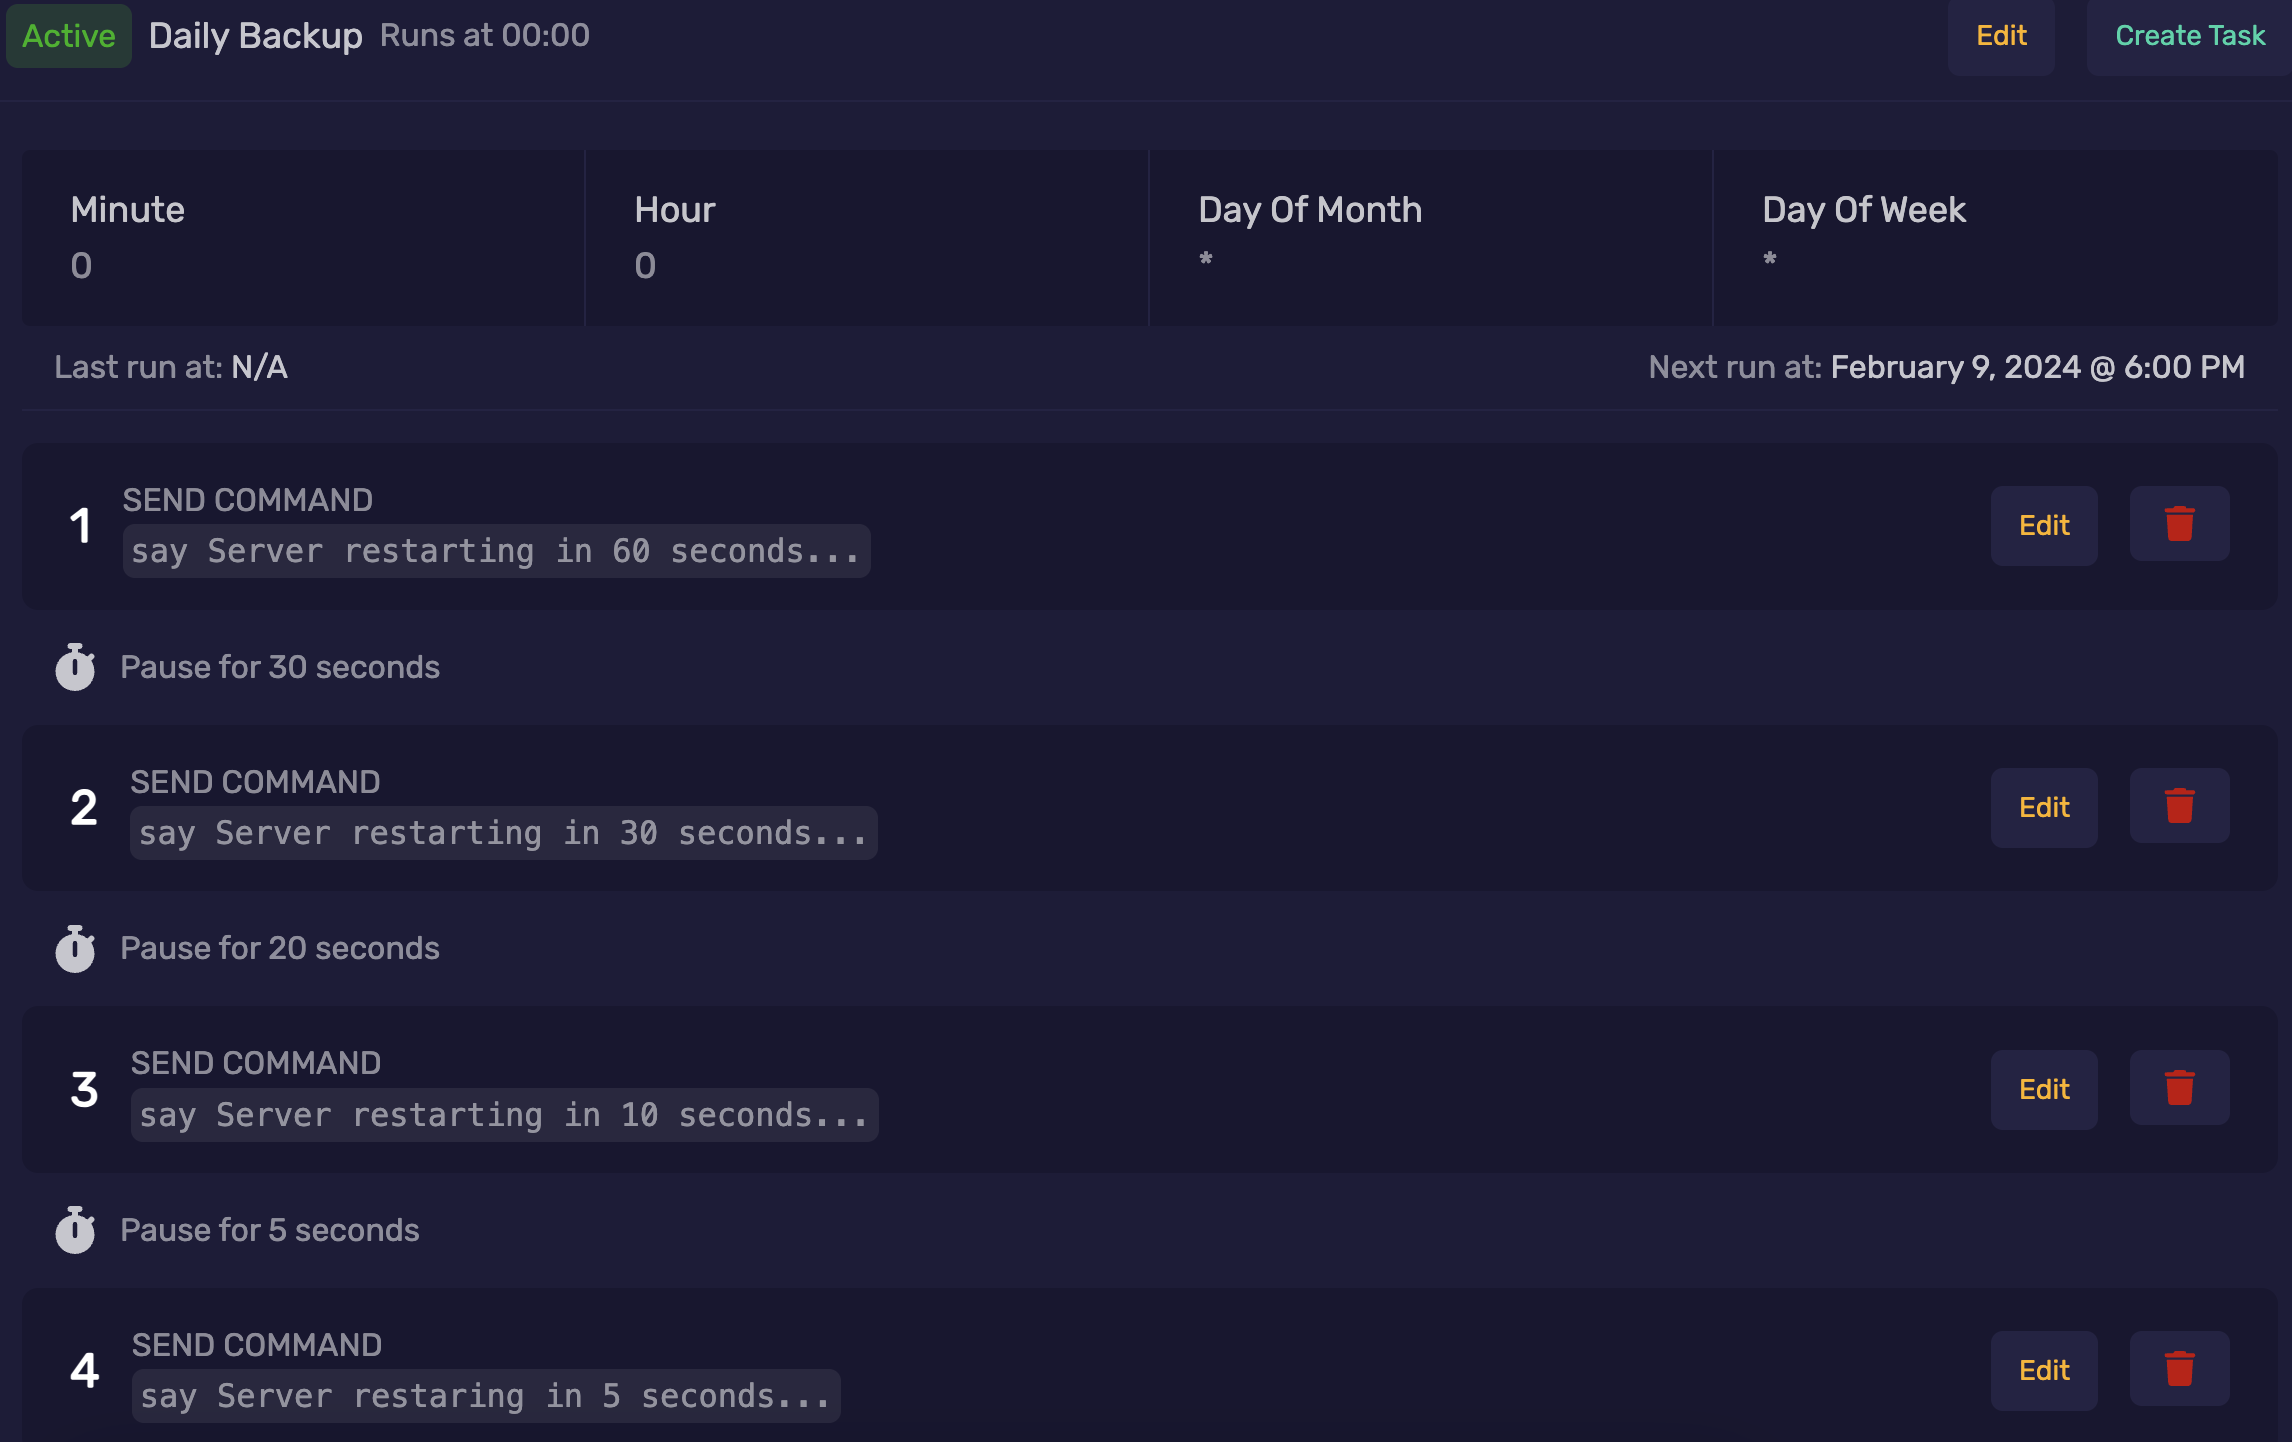 Active Daily Backup Runs at 00:00 Edit Create Task
Minute Hour Day Of Month Day Of Week
0 0 * *
Last run at: N/A Next run at: February 9, 2024 @ 6:00 PM
SEND COMMAND
1 say Server restarting in 60 seconds... Edit
Pause for 30 seconds
SEND COMMAND
2 say Server restarting in 30 seconds... Edit
Pause for 20 seconds
SEND COMMAND
3 say Server restarting in 10 seconds... Edit
Pause for 5 seconds
SEND COMMAND
4 say Server restaring in 5 seconds... Edit